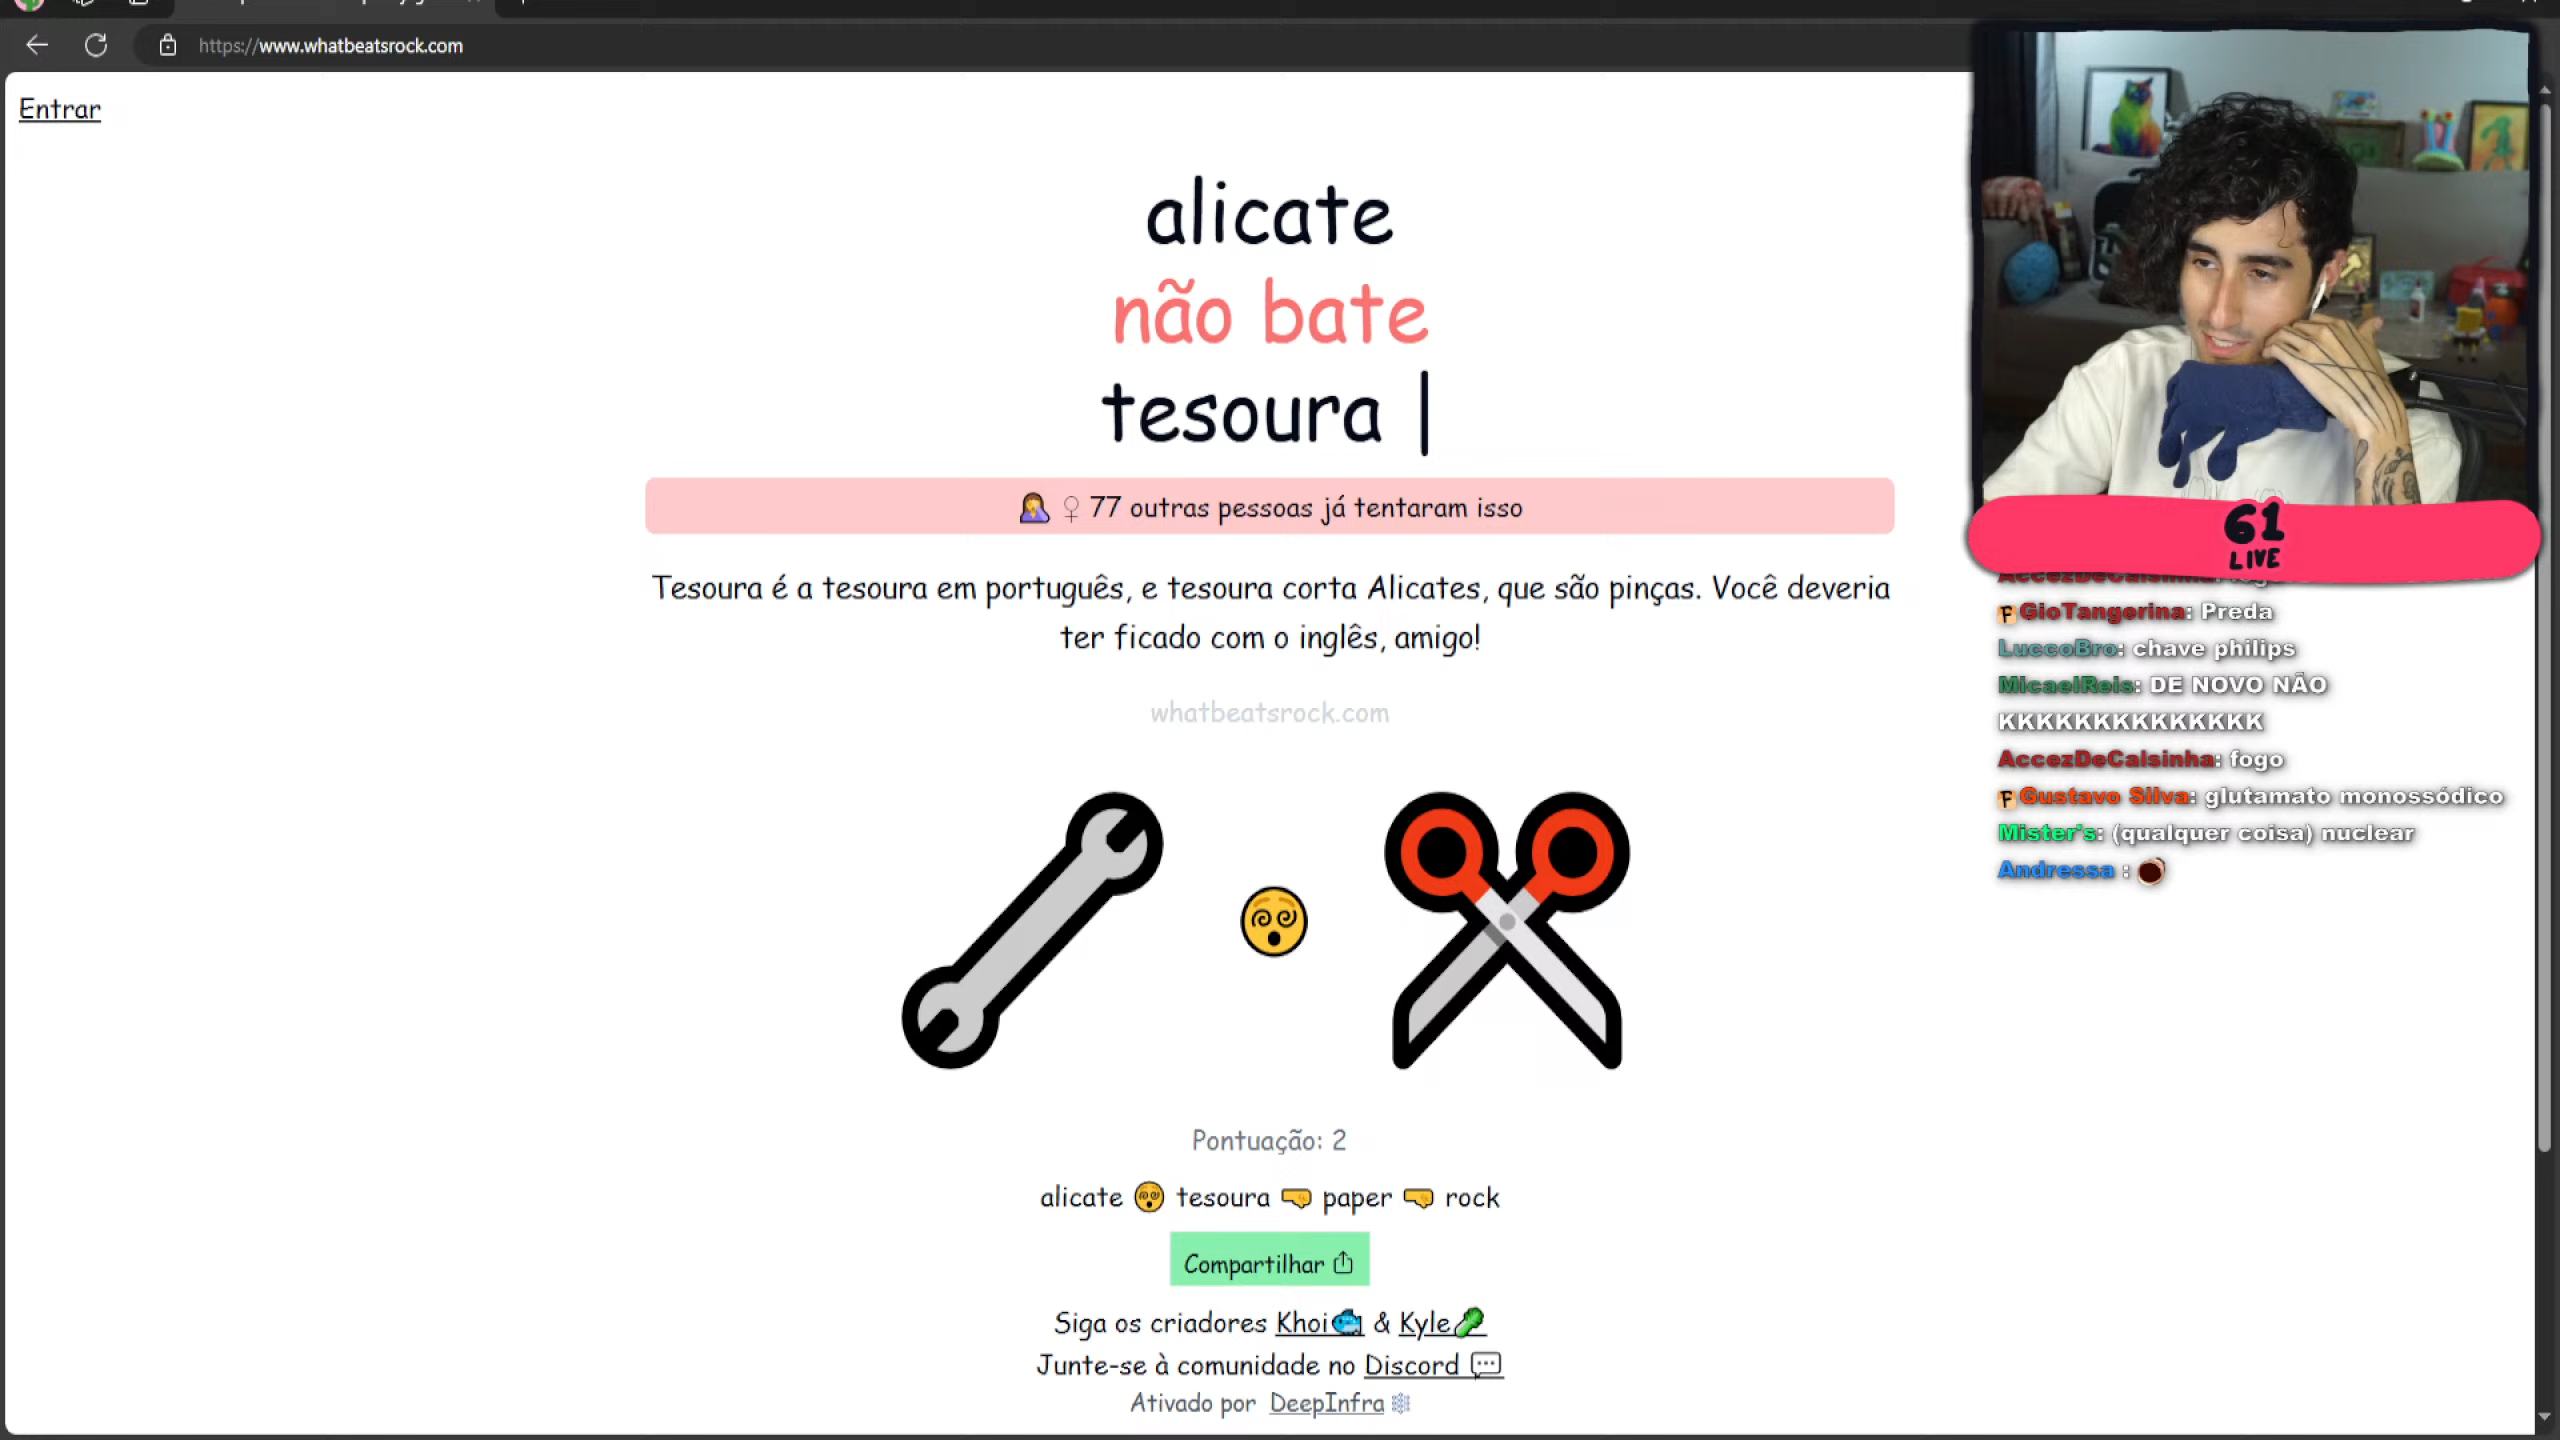 https://www.whatbeatsrock.com
Entrar
alicate
não bate
tesoura |
77 outras pessoas já tentaram isso
Tesoura é a tesoura em português, e tesoura corta Alicates, que são pinças. Você deveria
ter ficado com o inglês, amigo!
whatbeatsrock.com
Pontuação: 2
alicate 😵 tesoura 🤜 paper 🤜 rock
Compartilhar
Siga os criadores Khoi🐟 & Kyle🥬
Junte-se à comunidade no Discord 💬
Ativado por DeepInfra
61
LIVE
GioTangerina: Preda
LuccoBro: chave philips
MicaelReis: DE NOVO NÃO
KKKKKKKKKKKKKK
AccezDeCalsinha: fogo
Gustavo Silva: glutamato monossódico
Mister's: (qualquer coisa) nuclear
Andressa :